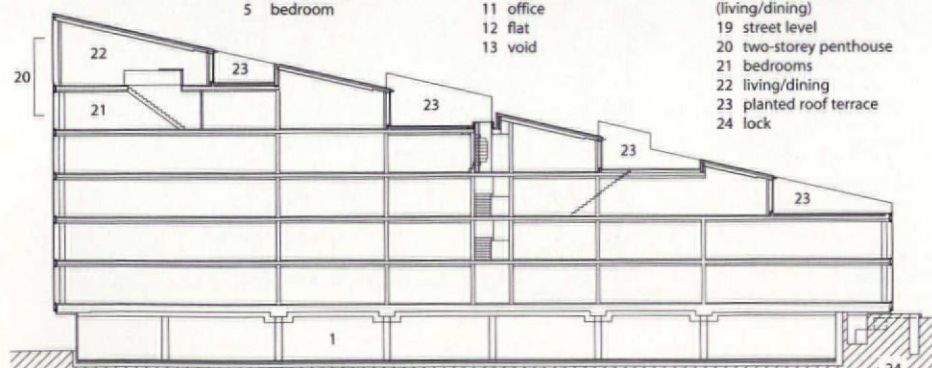 5 bedroom
11 office
12 flat
13 void
(living/dining)
19 street level
20 two-storey penthouse
21 bedrooms
22 living/dining
23 planted roof terrace
24 lock
22
23
20
21
23
23
23
1
24